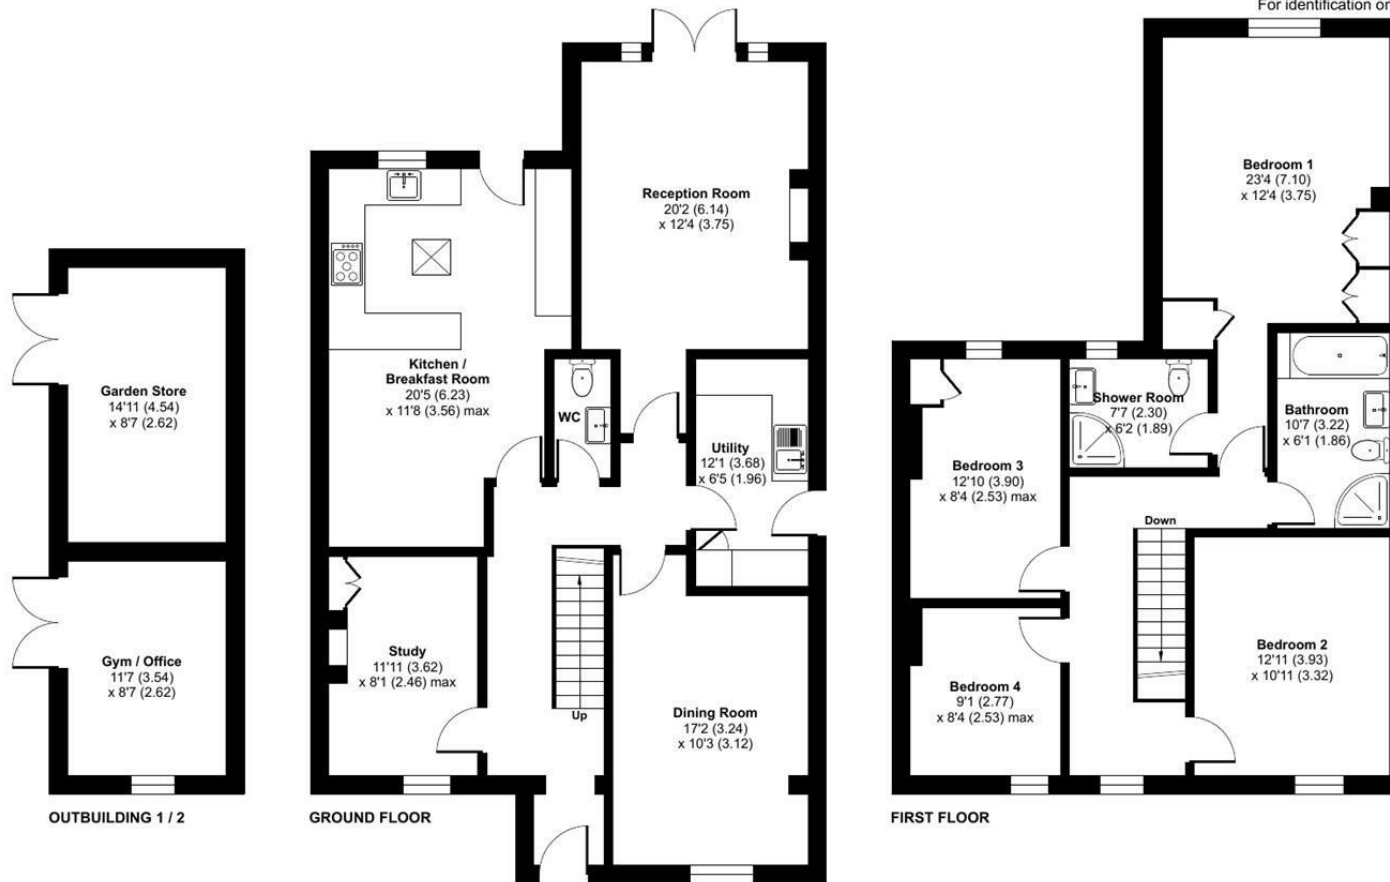 For identification on
Reception Room
20'2 (6.14)
x 12'4 (3.75)
Kitchen /
Breakfast Room
20'5 (6.23)
x 11'8 (3.56) max
WC
Utility
12'1 (3.68)
x 6'5 (1.96)
Study
11'11 (3.62)
x 8'1 (2.46) max
Up
Dining Room
17'2 (3.24)
x 10'3 (3.12)
Garden Store
14'11 (4.54)
x 8'7 (2.62)
Gym / Office
11'7 (3.54)
x 8'7 (2.62)
OUTBUILDING 1 / 2
GROUND FLOOR
Bedroom 1
23'4 (7.10)
x 12'4 (3.75)
Shower Room
7'7 (2.30)
x 6'2 (1.89)
Bathroom
10'7 (3.22)
x 6'1 (1.86)
Bedroom 3
12'10 (3.90)
x 8'4 (2.53) max
Down
Bedroom 2
12'11 (3.93)
x 10'11 (3.32)
Bedroom 4
9'1 (2.77)
x 8'4 (2.53) max
FIRST FLOOR